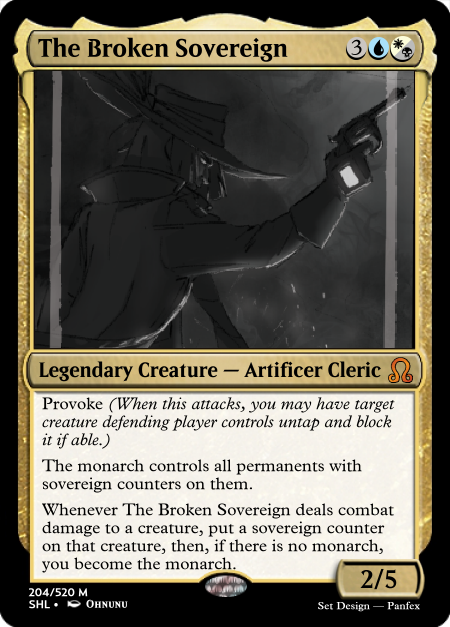 The Broken Sovereign 3
Legendary Creature — Artificer Cleric
Provoke (When this attacks, you may have target
creature defending player controls untap and block
it if able.)
The monarch controls all permanents with
sovereign counters on them.
Whenever The Broken Sovereign deals combat
damage to a creature, put a sovereign counter
on that creature, then, if there is no monarch,
you become the monarch.
2/5
204/520 M
SHL • Ohnunu
Set Design — Panfex